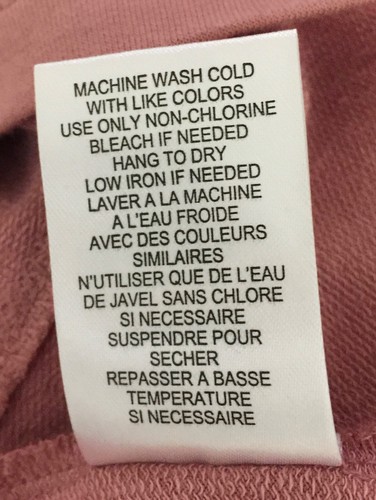 MACHINE WASH COLD
WITH LIKE COLORS
USE ONLY NON-CHLORINE
BLEACH IF NEEDED
HANG TO DRY
LOW IRON IF NEEDED
LAVER A LA MACHINE
A L'EAU FROIDE
AVEC DES COULEURS
SIMILAIRES
N'UTILISER QUE DE L'EAU
DE JAVEL SANS CHLORE
SI NECESSAIRE
SUSPENDRE POUR
SECHER
REPASSER A BASSE
TEMPERATURE
SI NECESSAIRE